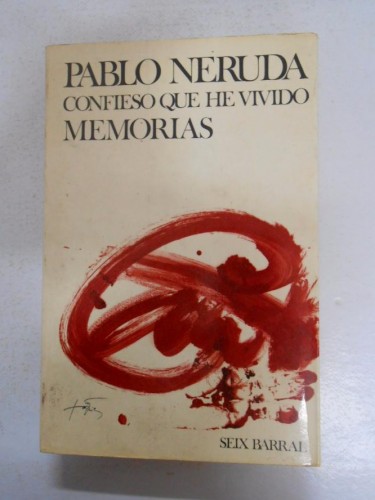 PABLO NERUDA
CONFIESO QUE HE VIVIDO
MEMORIAS
SEIX BARRAL